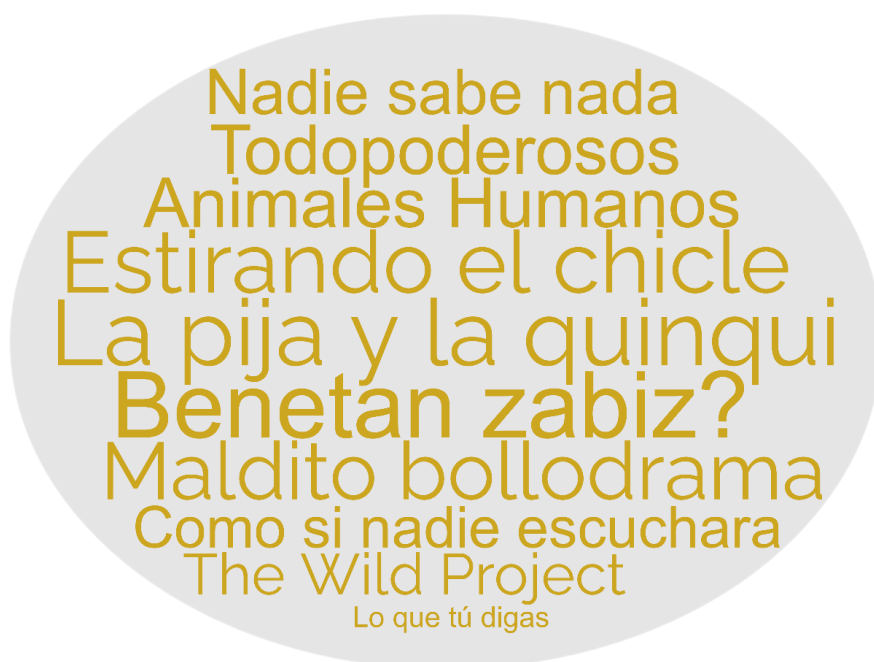 Nadie sabe nada
Todopoderosos
Animales Humanos
Estirando el chicle
La pija y la quinqui
Benetan zabiz?
Maldito bollodrama
Como si nadie escuchara
The Wild Project
Lo que tú digas